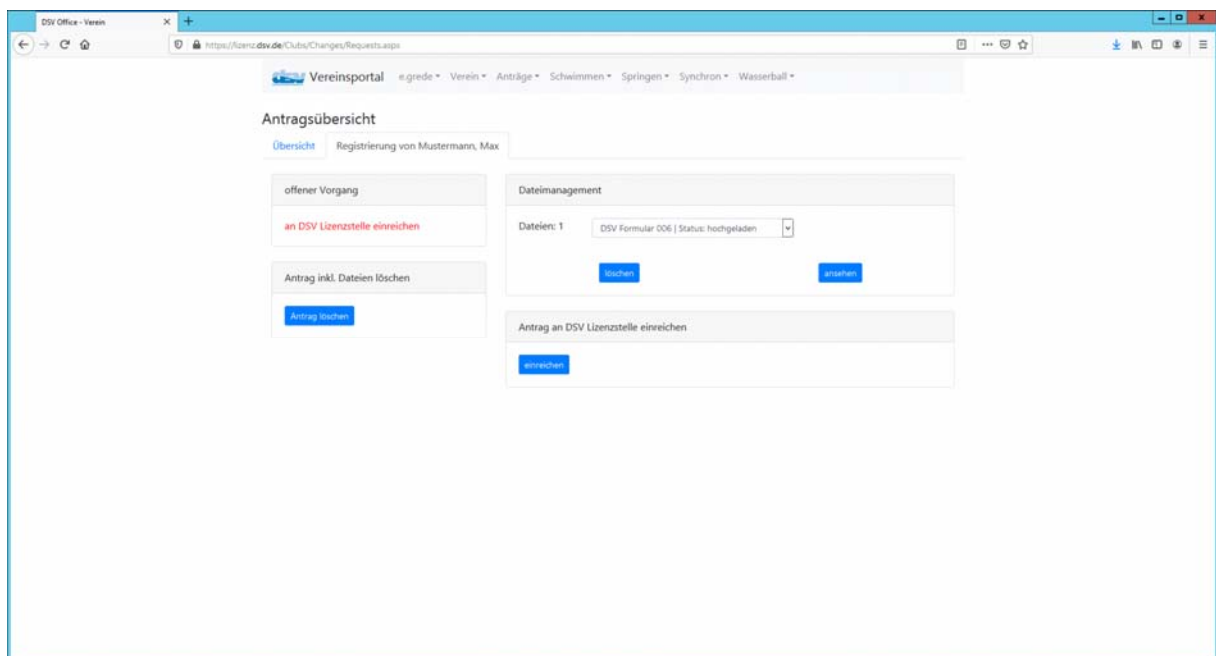 DSV Office - Verein
https://lizenz.dsv.de/Clubs/Changes/Requests.aspx
dsv Vereinsportal e.grede Verein Anträge Schwimmen Springen Synchron Wasserball
Antragsübersicht
Übersicht Registrierung von Mustermann, Max
offener Vorgang
an DSV Lizenzstelle einreichen
Antrag inkl. Dateien löschen
Antrag löschen
Dateimanagement
Dateien: 1 DSV Formular 006 | Status: hochgeladen
löschen ansehen
Antrag an DSV Lizenzstelle einreichen
einreichen